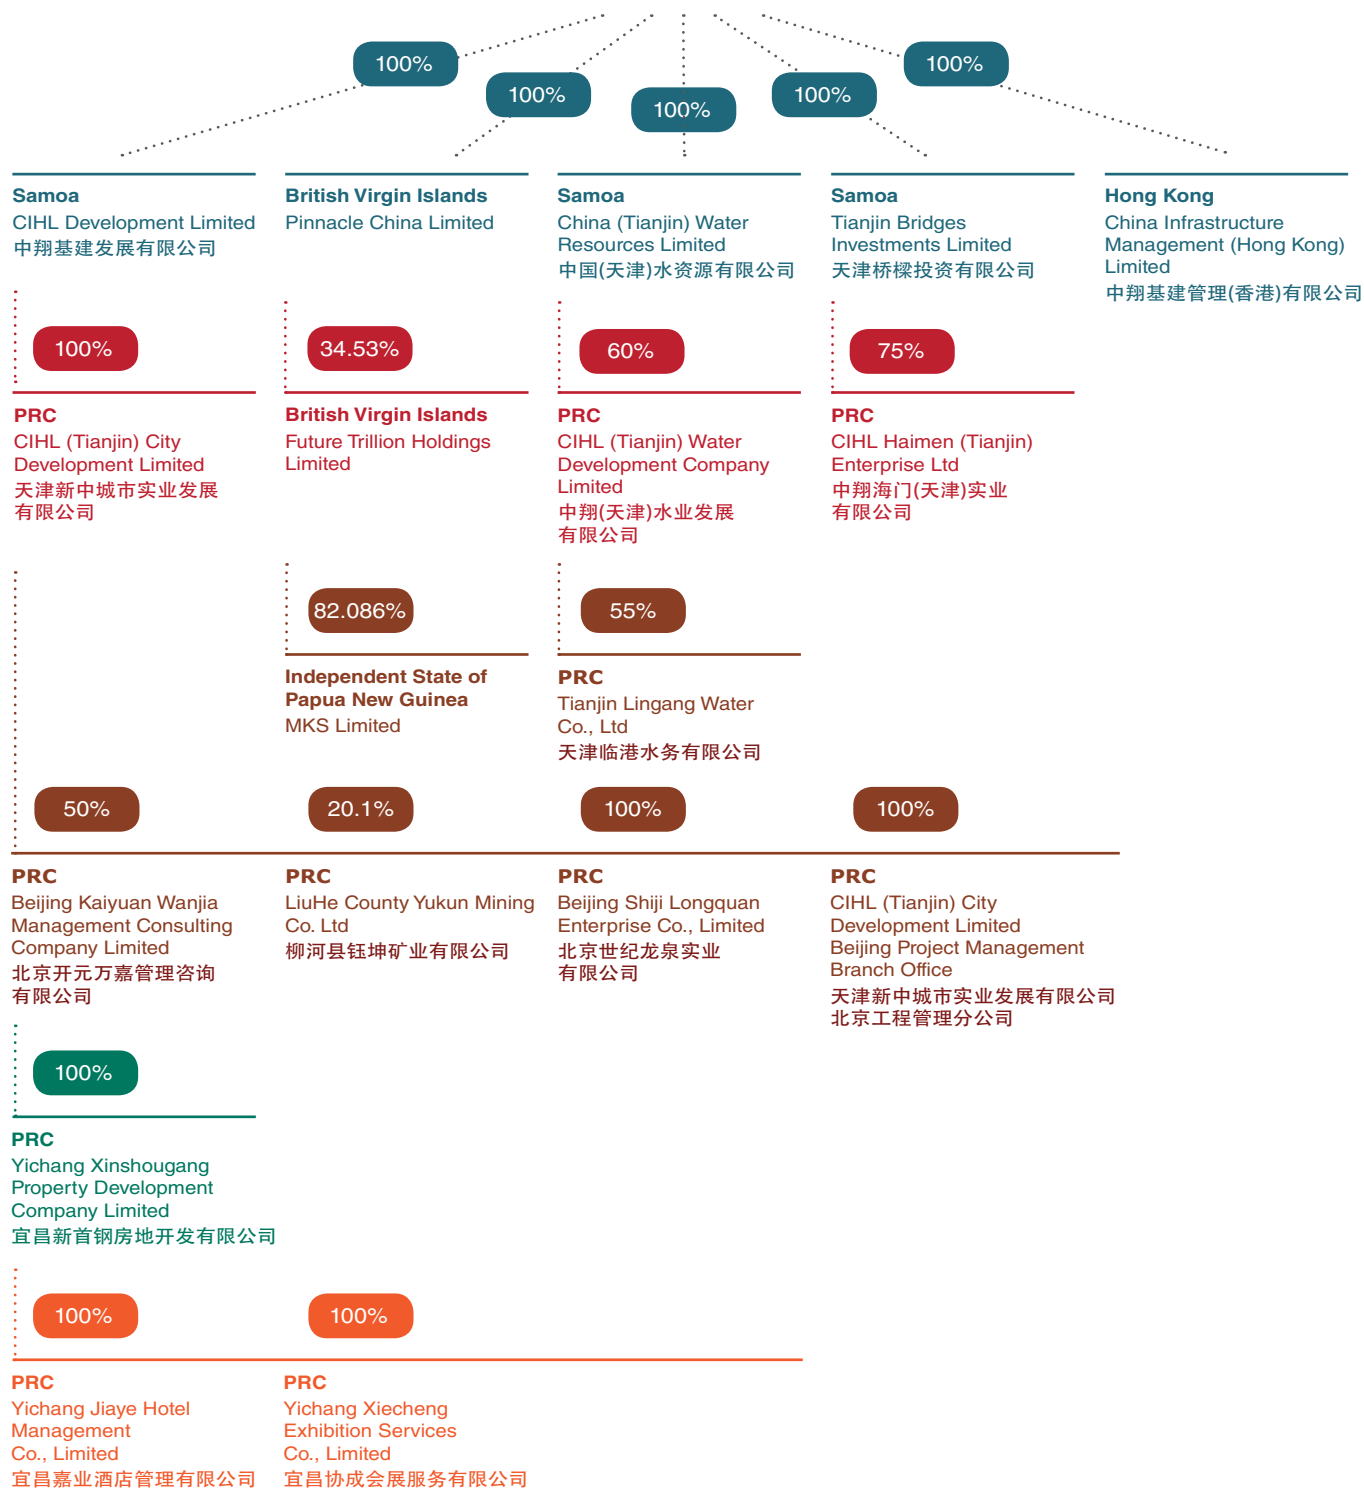 100%
100%
100%
100%
100%
Samoa
CIHL Development Limited
中翔基建发展有限公司
British Virgin Islands
Pinnacle China Limited
Samoa
China (Tianjin) Water
Resources Limited
中国(天津)水资源有限公司
Samoa
Tianjin Bridges
Investments Limited
天津桥樑投资有限公司
Hong Kong
China Infrastructure
Management (Hong Kong)
Limited
中翔基建管理(香港)有限公司
100%
34.53%
60%
75%
PRC
CIHL (Tianjin) City
Development Limited
天津新中城市实业发展
有限公司
British Virgin Islands
Future Trillion Holdings
Limited
PRC
CIHL (Tianjin) Water
Development Company
Limited
中翔(天津)水业发展
有限公司
PRC
CIHL Haimen (Tianjin)
Enterprise Ltd
中翔海门(天津)实业
有限公司
82.086%
55%
Independent State of
Papua New Guinea
MKS Limited
PRC
Tianjin Lingang Water
Co., Ltd
天津临港水务有限公司
50%
20.1%
100%
100%
PRC
Beijing Kaiyuan Wanjia
Management Consulting
Company Limited
北京开元万嘉管理咨询
有限公司
PRC
LiuHe County Yukun Mining
Co. Ltd
柳河县钰坤矿业有限公司
PRC
Beijing Shiji Longquan
Enterprise Co., Limited
北京世纪龙泉实业
有限公司
PRC
CIHL (Tianjin) City
Development Limited
Beijing Project Management
Branch Office
天津新中城市实业发展有限公司
北京工程管理分公司
100%
PRC
Yichang Xinshougang
Property Development
Company Limited
宜昌新首钢房地开发有限公司
100%
100%
PRC
Yichang Jiaye Hotel
Management
Co., Limited
宜昌嘉业酒店管理有限公司
PRC
Yichang Xiecheng
Exhibition Services
Co., Limited
宜昌协成会展服务有限公司